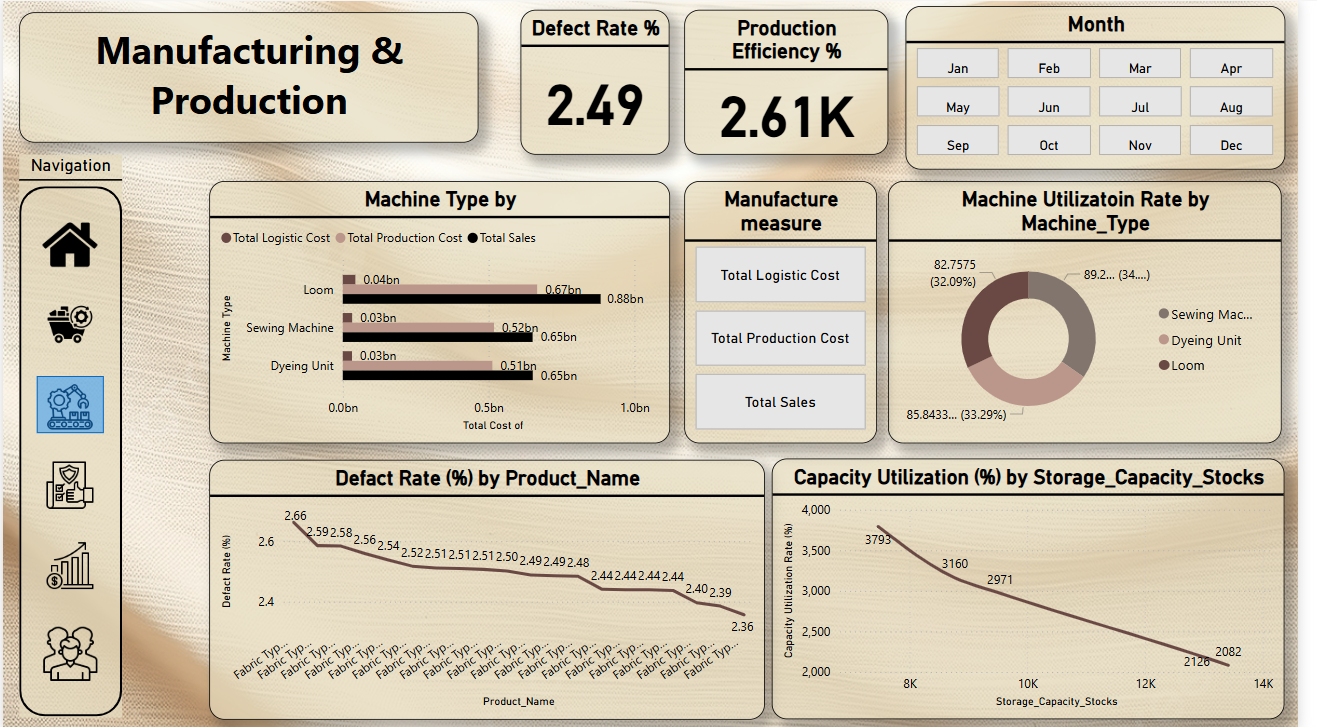 Manufacturing &
Production
Defect Rate %
2.49
Production
Efficiency %
2.61K
Month
Jan Feb Mar Apr
May Jun Jul Aug
Sep Oct Nov Dec
Navigation
Machine Type by
Total Logistic Cost Total Production Cost Total Sales
Machine Type
Loom
0.04bn
0.67bn
0.88bn
Sewing Machine
0.03bn
0.52bn
0.65bn
Dyeing Unit
0.03bn
0.51bn
0.65bn
0.0bn 0.5bn 1.0bn
Total Cost of
Manufacture
measure
Total Logistic Cost
Total Production Cost
Total Sales
Machine Utilizatoin Rate by
Machine_Type
82.7575
(32.09%)
89.2... (34....)
85.8433... (33.29%)
Sewing Mac...
Dyeing Unit
Loom
Defact Rate (%) by Product_Name
Defact Rate (%)
2.6
2.4
2.66 2.59 2.58 2.56 2.54 2.52 2.51 2.51 2.51 2.50 2.49 2.49 2.48 2.44 2.44 2.44 2.44 2.40 2.39 2.36
Fabric Typ... Fabric Typ... Fabric Typ... Fabric Typ... Fabric Typ... Fabric Typ... Fabric Typ... Fabric Typ... Fabric Typ... Fabric Typ... Fabric Typ... Fabric Typ... Fabric Typ... Fabric Typ... Fabric Typ... Fabric Typ... Fabric Typ... Fabric Typ... Fabric Typ... Fabric Typ...
Product_Name
Capacity Utilization (%) by Storage_Capacity_Stocks
Capacity Utilization Rate (%)
4,000
3,500
3,000
2,500
2,000
3793
3160
2971
2126
2082
8K 10K 12K 14K
Storage_Capacity_Stocks